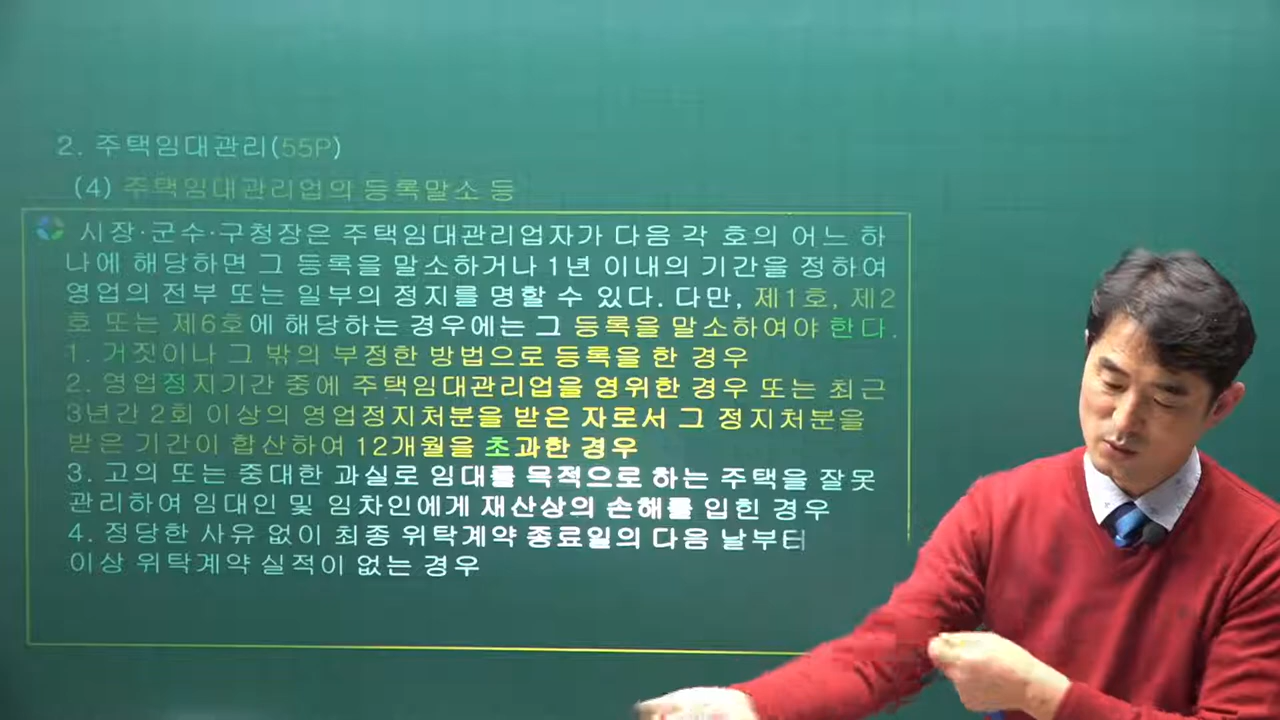 2. 주택임대관리(55P)
(4) 주택임대관리업의 등록말소 등
시장·군수·구청장은 주택임대관리업자가 다음 각 호의 어느 하
나에 해당하면 그 등록을 말소하거나 1년 이내의 기간을 정하여
영업의 전부 또는 일부의 정지를 명할 수 있다. 다만, 제1호, 제2
호 또는 제6호에 해당하는 경우에는 그 등록을 말소하여야 한다.
1. 거짓이나 그 밖의 부정한 방법으로 등록을 한 경우
2. 영업정지기간 중에 주택임대관리업을 영위한 경우 또는 최근
3년간 2회 이상의 영업정지처분을 받은 자로서 그 정지처분을
받은 기간이 합산하여 12개월을 초과한 경우
3. 고의 또는 중대한 과실로 임대를 목적으로 하는 주택을 잘못
관리하여 임대인 및 임차인에게 재산상의 손해를 입힌 경우
4. 정당한 사유 없이 최종 위탁계약 종료일의 다음 날부터
이상 위탁계약 실적이 없는 경우